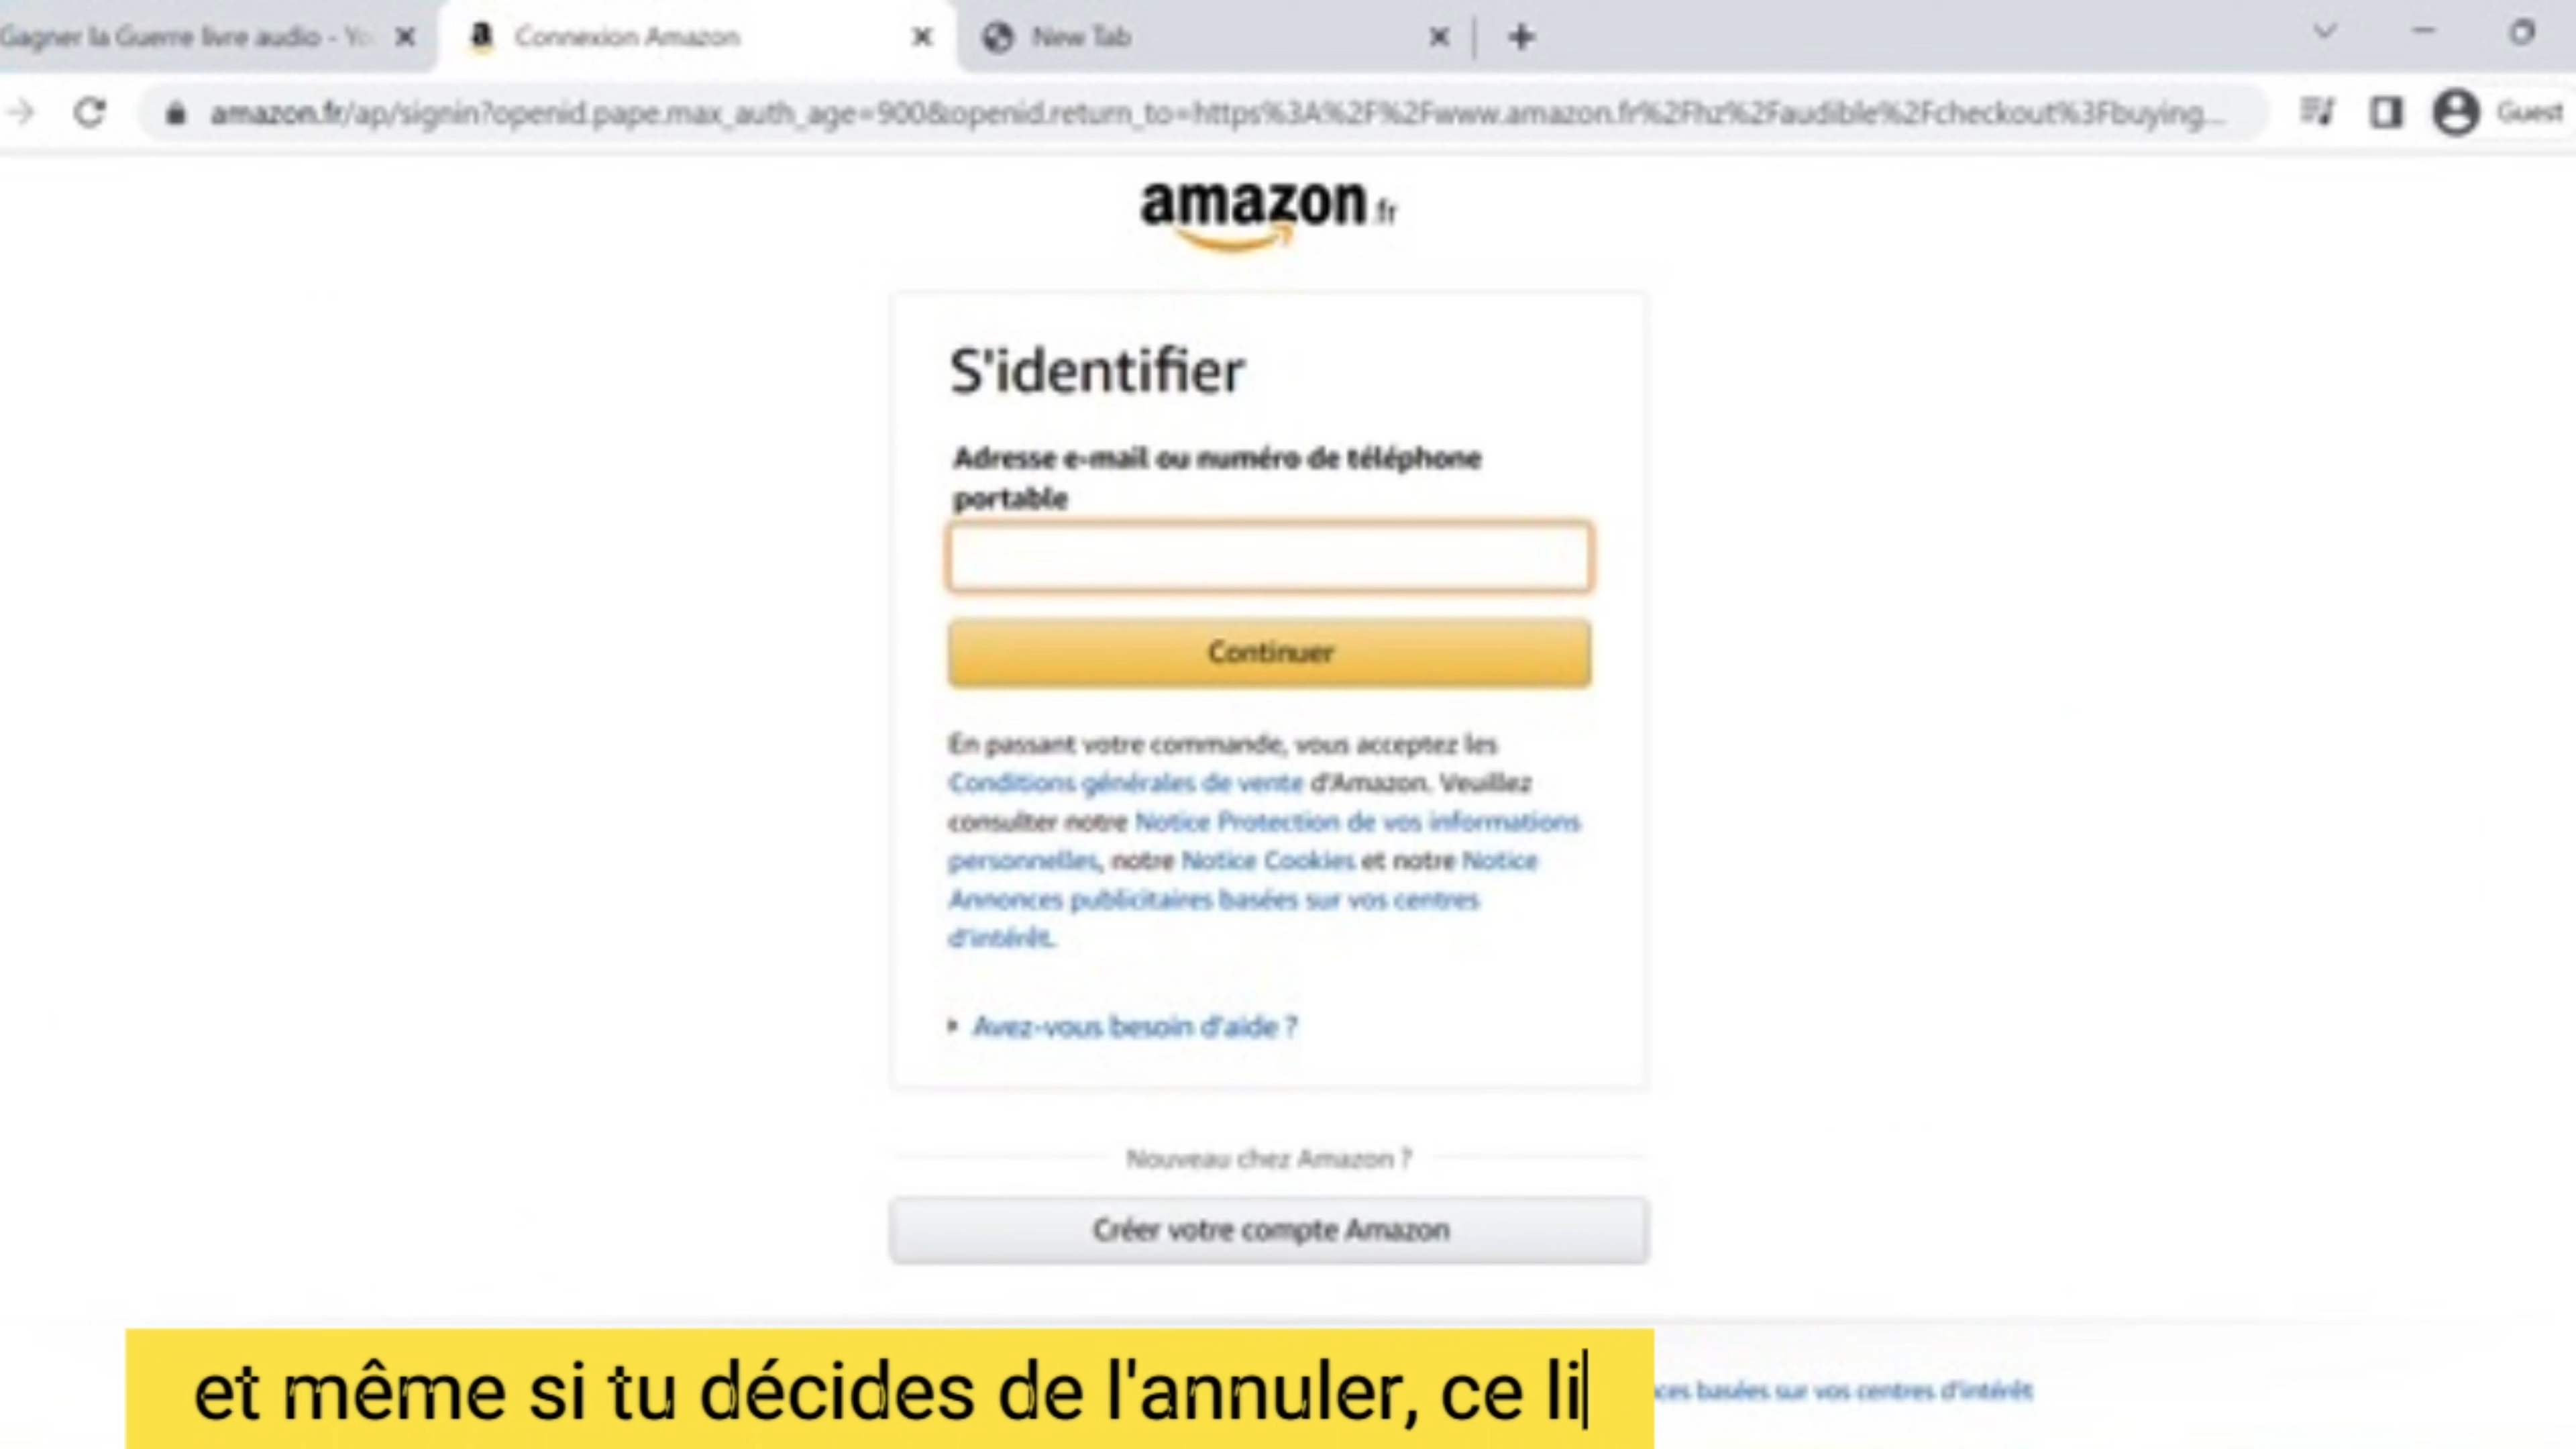 Gagner la Guerre livre audio - Yo
Connexion Amazon
New Tab
amazon.fr/ap/signin?openid.pape.max_auth_age=900&openid.return_to=https%3A%2F%2Fwww.amazon.fr%2Fhz%2Faudible%2Fcheckout%3Fbuying...
Guest
amazon.fr
S'identifier
Adresse e-mail ou numéro de téléphone
portable
Continuer
En passant votre commande, vous acceptez les
Conditions générales de vente d'Amazon. Veuillez
consulter notre Notice Protection de vos informations
personnelles, notre Notice Cookies et notre Notice
Annonces publicitaires basées sur vos centres
d'intérêt.
Avez-vous besoin d'aide ?
Nouveau chez Amazon ?
Créer votre compte Amazon
et même si tu décides de l'annuler, ce li
ces basées sur vos centres d'intérêt